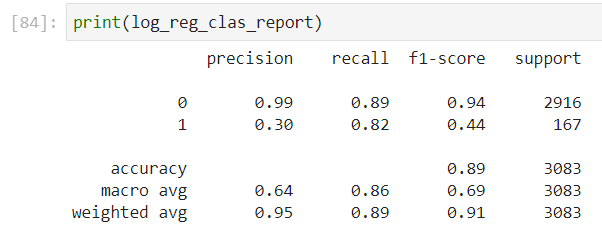 [84]: print(log_reg_clas_report)
precision recall f1-score support
0 0.99 0.89 0.94 2916
1 0.30 0.82 0.44 167
accuracy 0.89 3083
macro avg 0.64 0.86 0.69 3083
weighted avg 0.95 0.89 0.91 3083